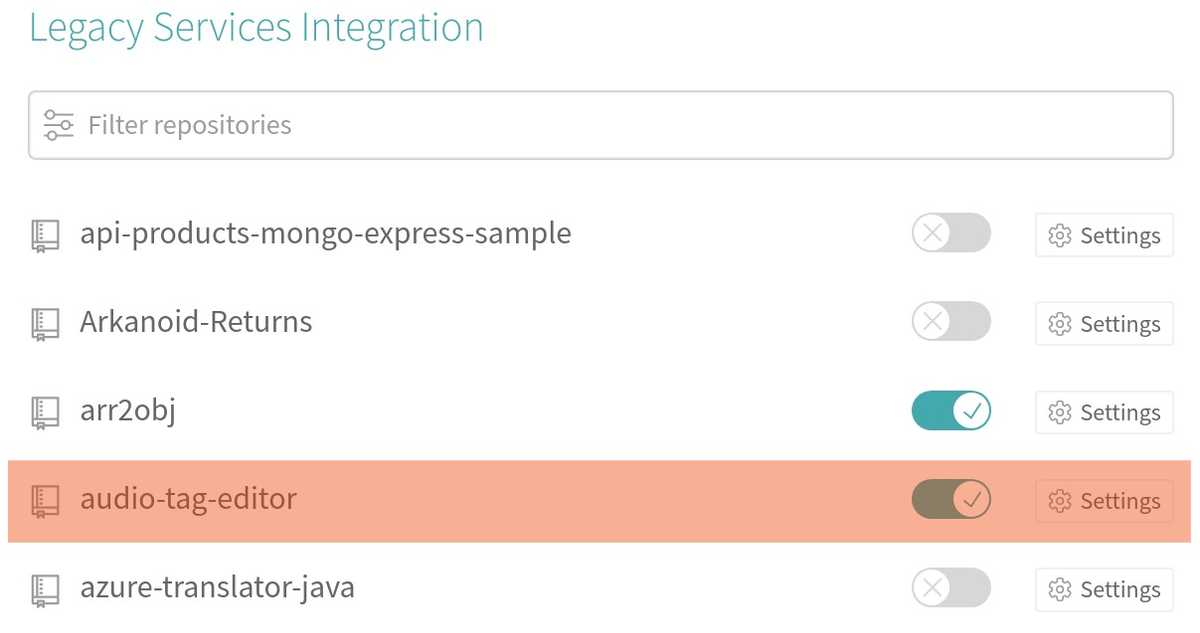 Legacy Services Integration
Filter repositories
api-products-mongo-express-sample Settings
Arkanoid-Returns Settings
arr2obj Settings
audio-tag-editor Settings
azure-translator-java Settings